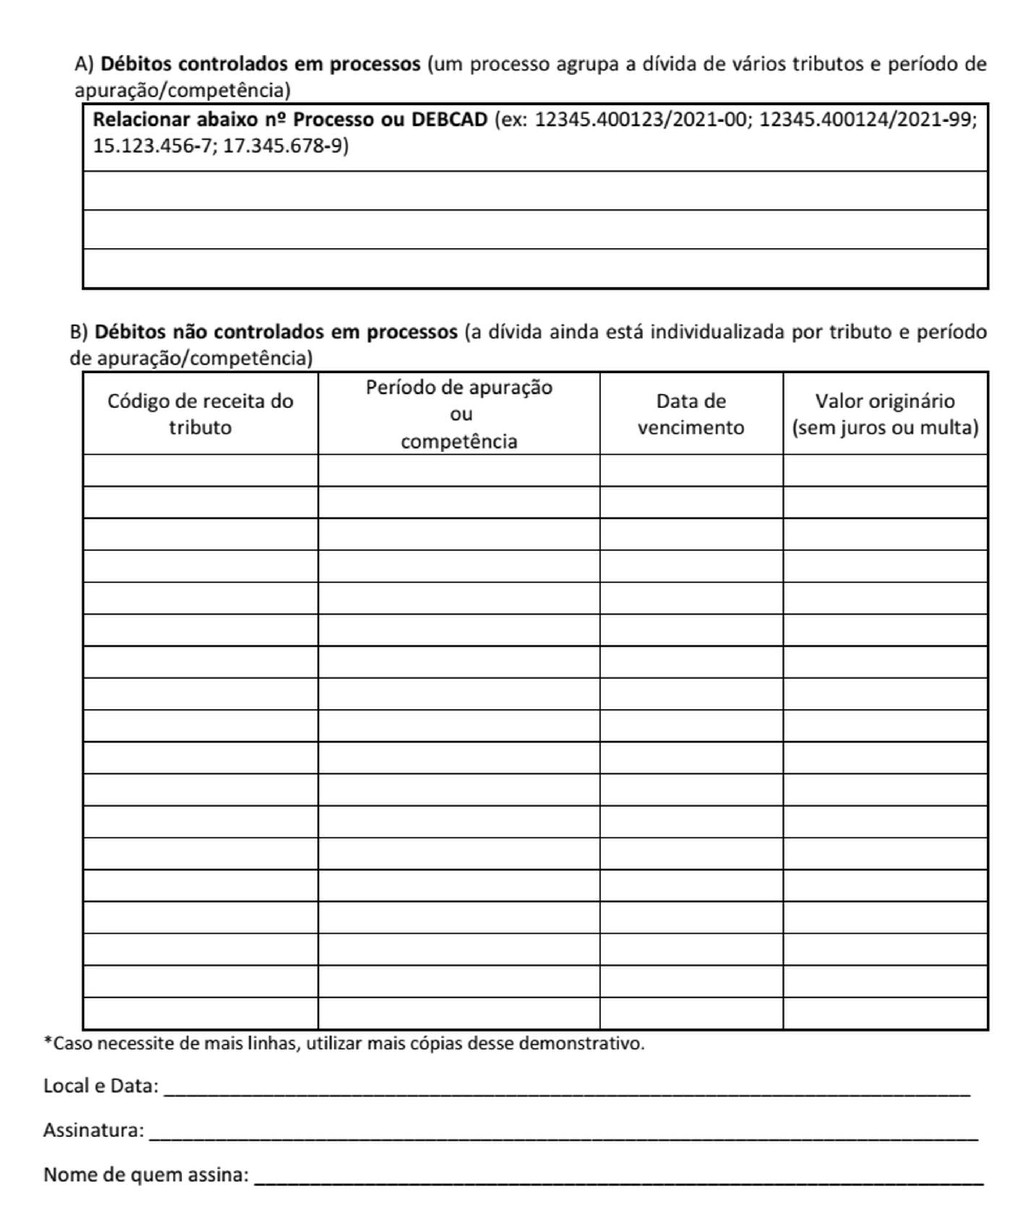 A) Débitos controlados em processos (um processo agrupa a dívida de vários tributos e período de
apuração/competência)
Relacionar abaixo nº Processo ou DEBCAD (ex: 12345.400123/2021-00; 12345.400124/2021-99;
15.123.456-7; 17.345.678-9)
B) Débitos não controlados em processos (a dívida ainda está individualizada por tributo e período
de apuração/competência)
Código de receita do
tributo
Período de apuração
ou
competência
Data de
vencimento
Valor originário
(sem juros ou multa)
*Caso necessite de mais linhas, utilizar mais cópias desse demonstrativo.
Local e Data:
Assinatura:
Nome de quem assina: